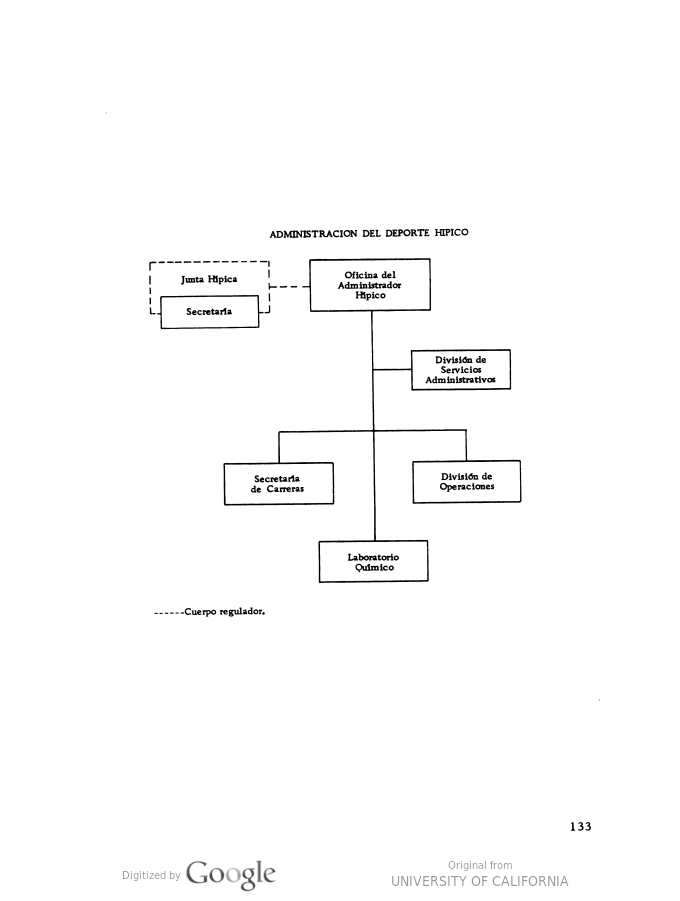 ADMINISTRACION DEL DEPORTE HIPICO
Junta Hípica
Secretaría
Oficina del
Administrador
Hípico
División de
Servicios
Administrativos
Secretaría
de Carreras
División de
Operaciones
Laboratorio
Químico
------Cuerpo regulador.
133
Digitized by Google
Original from
UNIVERSITY OF CALIFORNIA